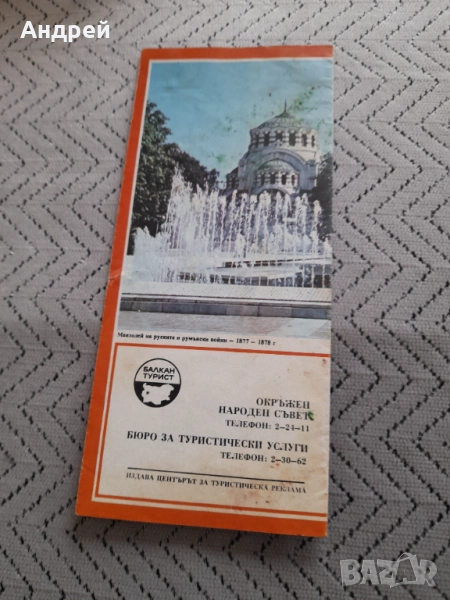 Андрей
Мавзолей на руските и румънски войни — 1877 — 1878 г
БАЛКАН
ТУРИСТ
ОКРЪЖЕН
НАРОДЕН СЪВЕТ
ТЕЛЕФОН: 2—24—11
БЮРО ЗА ТУРИСТИЧЕСКИ УСЛУГИ
ТЕЛЕФОН: 2—30—62
ИЗДАВА ЦЕНТЪРЪТ ЗА ТУРИСТИЧЕСКА РЕКЛАМА
BAZAR